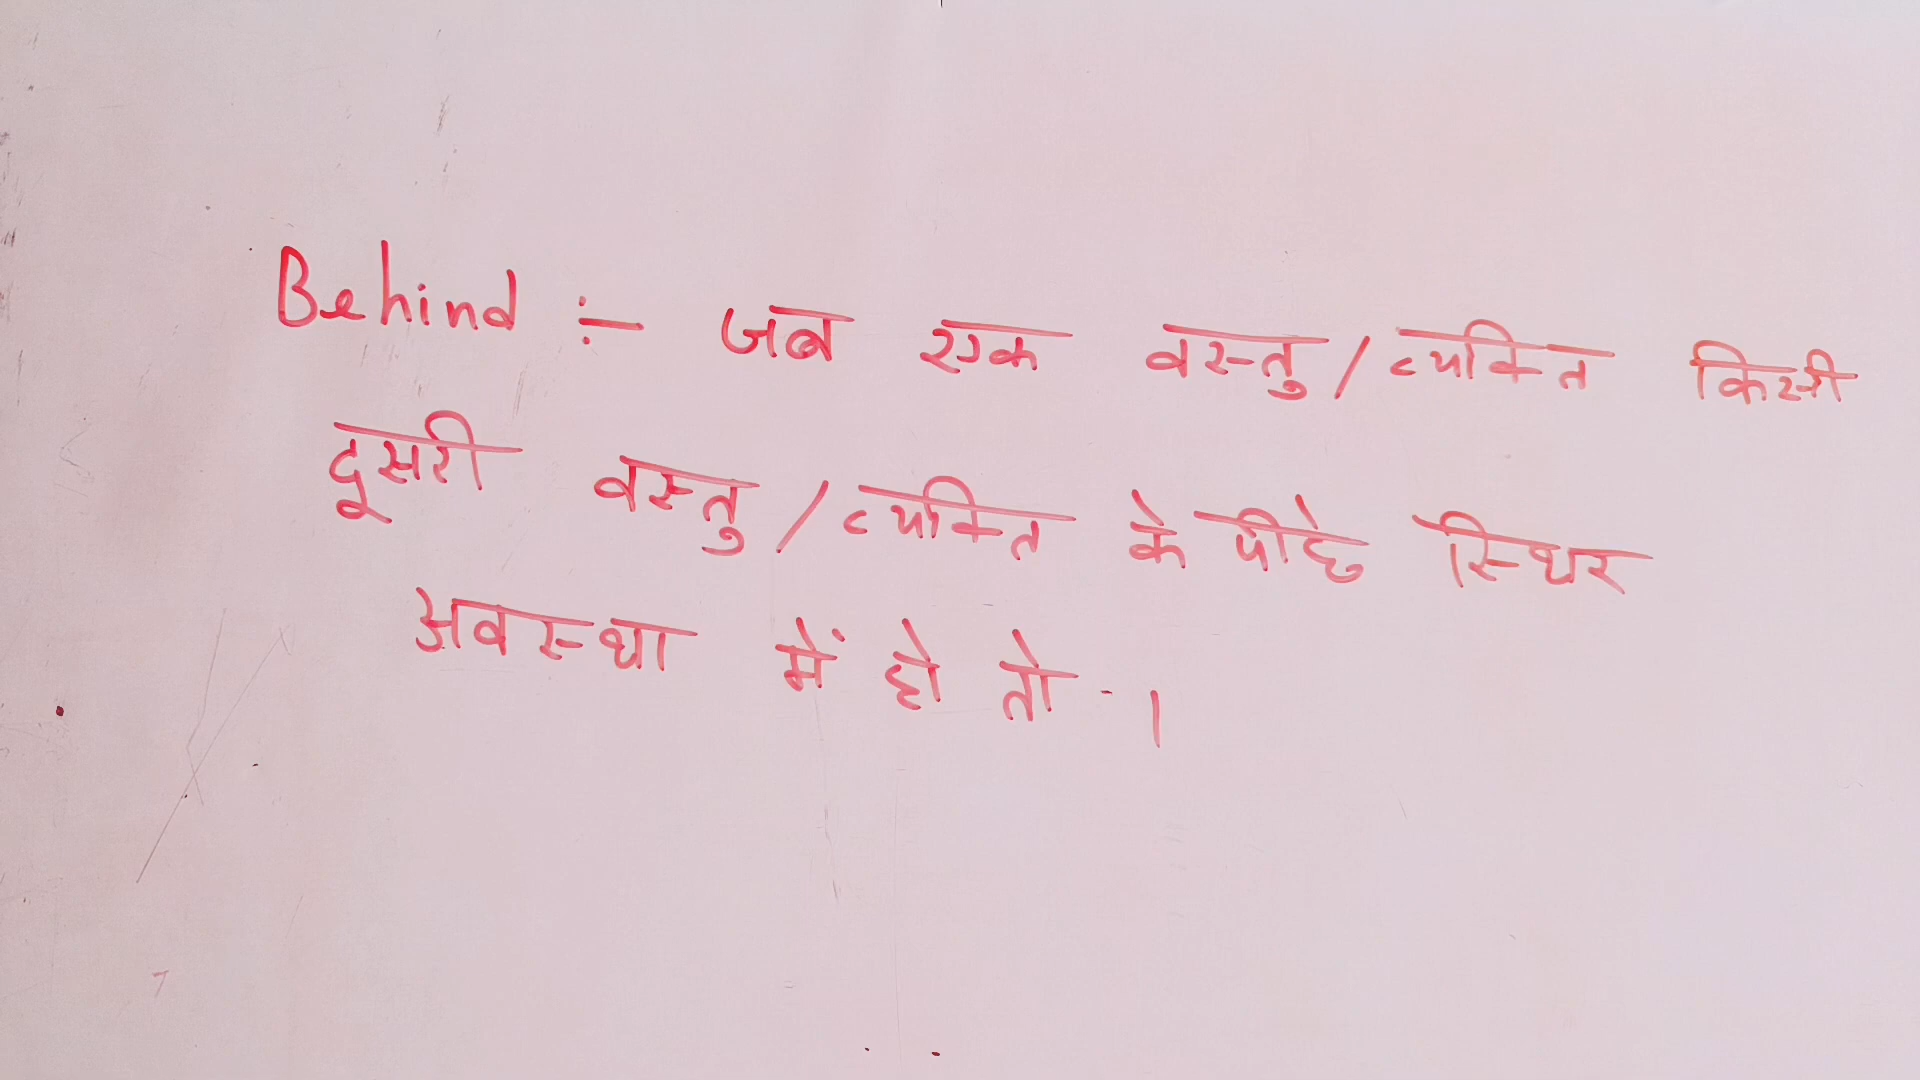 Behind :- जब एक वस्तु/व्यक्ति किसी
दूसरी वस्तु/व्यक्ति के पीछे स्थिर
अवस्था में हो तो - ।